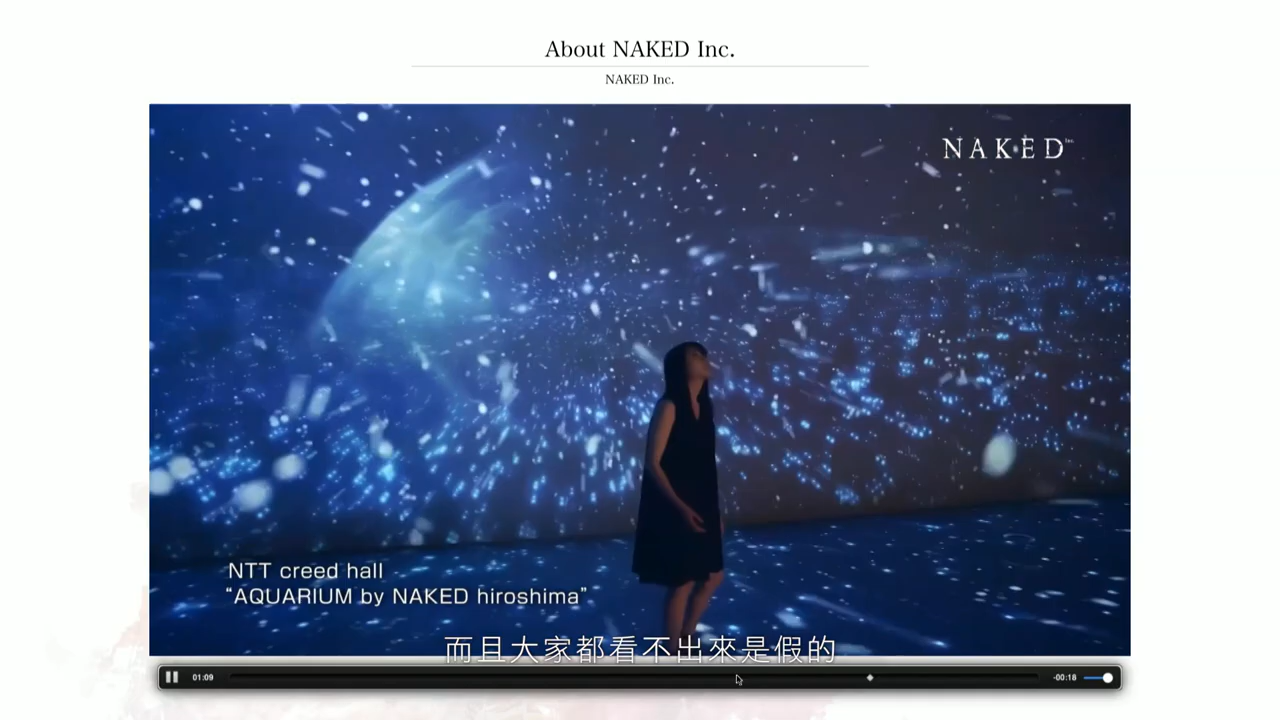 About NAKED Inc.
NAKED Inc.
NAKED Inc.
NTT creed hall
“AQUARIUM by NAKED hiroshima”
而且大家都看不出來是假的
01:09
-00:18